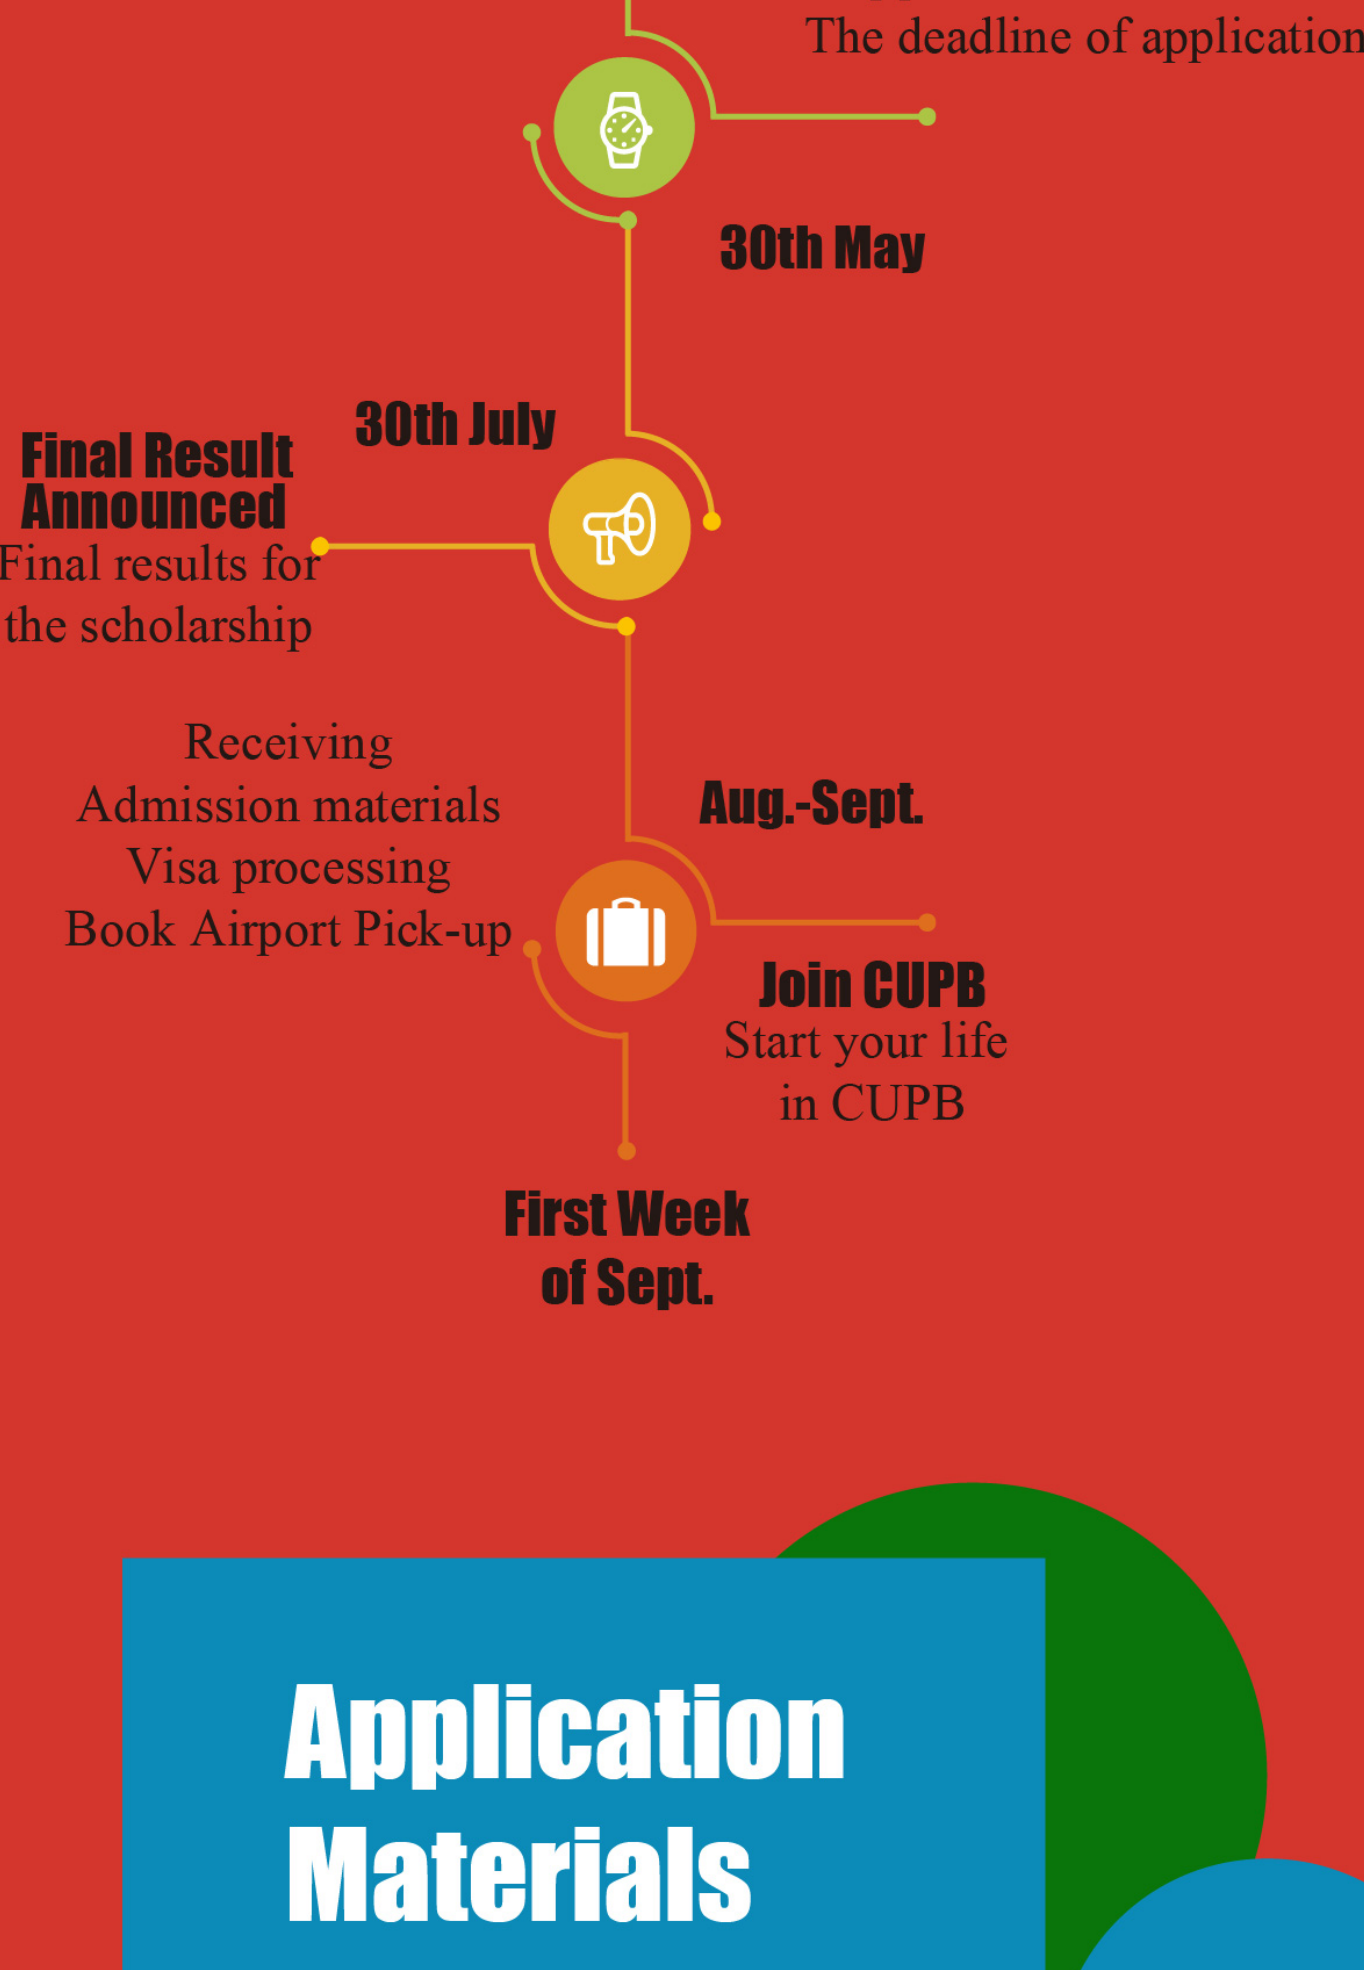 The deadline of application
30th May
30th July
Final Result
Announced
Final results for
the scholarship
Receiving
Admission materials
Visa processing
Book Airport Pick-up
Aug.-Sept.
Join CUPB
Start your life
in CUPB
First Week
of Sept.
Application
Materials